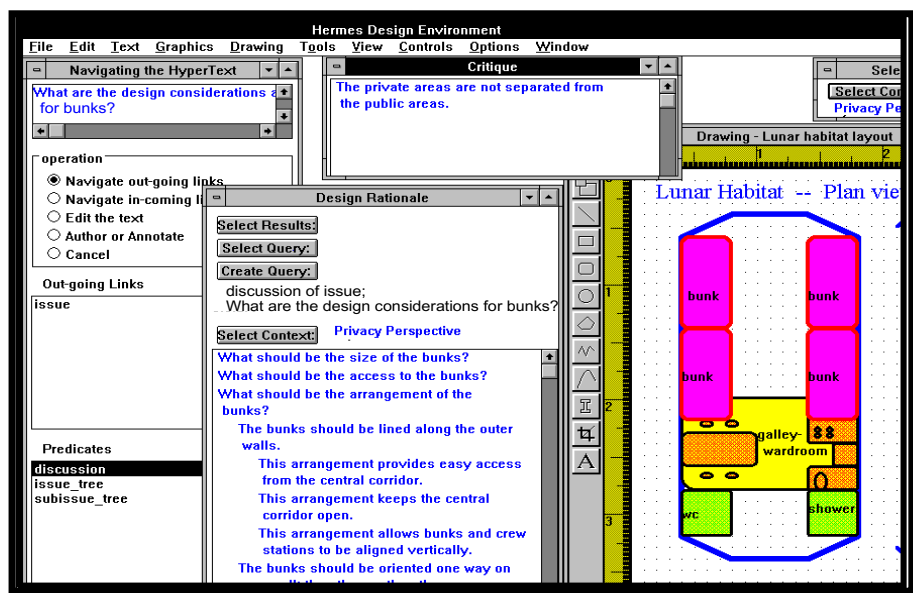 Hermes Design Environment
File Edit Text Graphics Drawing Tools View Controls Options Window
Navigating the HyperText
What are the design considerations a
for bunks?
operation
Navigate out-going links
Navigate in-coming li
Edit the text
Author or Annotate
Cancel
Out-going Links
issue
Predicates
discussion
issue_tree
subissue_tree
Critique
The private areas are not separated from
the public areas.
Design Rationale
Select Results:
Select Query:
Create Query:
discussion of issue;
What are the design considerations for bunks?
Select Context: Privacy Perspective
What should be the size of the bunks?
What should be the access to the bunks?
What should be the arrangement of the
bunks?
The bunks should be lined along the outer
walls.
This arrangement provides easy access
from the central corridor.
This arrangement keeps the central
corridor open.
This arrangement allows bunks and crew
stations to be aligned vertically.
The bunks should be oriented one way on
Sele
Select Cor
Privacy Pe
Drawing - Lunar habitat layout
1 2
1
2
3
A
Lunar Habitat -- Plan vie
bunk bunk
bunk bunk
galley-
wardroom
wc shower